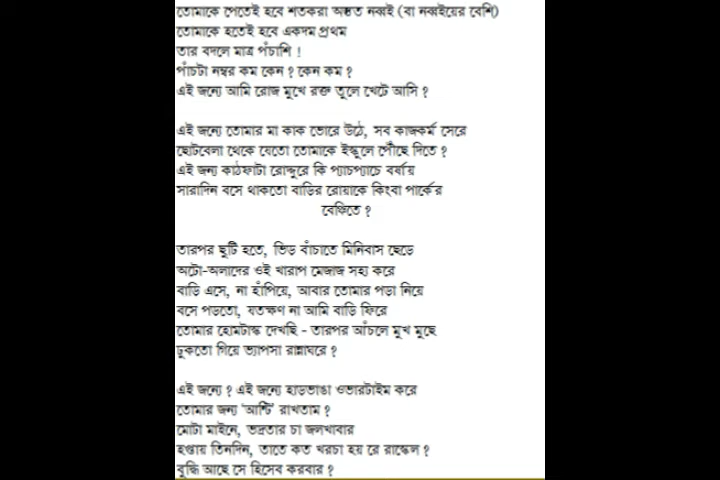 তোমাকে পেতেই হবে শতকরা অন্তত নব্বই (বা নব্বইয়ের বেশি)
তোমাকে হতেই হবে একদম প্রথম
তার বদলে মাত্র পঁচাশি !
পাঁচটা নম্বর কম কেন ? কেন কম ?
এই জন্যে আমি রোজ মুখে রক্ত তুলে খেটে আসি ?
এই জন্যে তোমার মা কাক ভোরে উঠে, সব কাজকর্ম সেরে
ছোটবেলা থেকে যেতো তোমাকে ইস্কুলে পৌঁছে দিতে ?
এই জন্য কাঠফাটা রোদ্দুরে কি প্যাচপ্যাচে বর্ষায়
সারাদিন বসে থাকতো বাড়ির রোয়াকে কিংবা পার্কের
বেঞ্চিতে ?
তারপর ছুটি হতে, ভিড় বাঁচাতে মিনিবাস ছেড়ে
অটো-অলাদের ওই খারাপ মেজাজ সহ্য করে
বাড়ি এসে, না হাঁপিয়ে, আবার তোমার পড়া নিয়ে
বসে পড়তো, যতক্ষণ না আমি বাড়ি ফিরে
তোমার হোমটাস্ক দেখছি - তারপর আঁচলে মুখ মুছে
ঢুকতো গিয়ে ভ্যাপসা রান্নাঘরে ?
এই জন্যে ? এই জন্যে হাড়ভাঙা ওভারটাইম করে
তোমার জন্য 'আন্টি' রাখতাম ?
মোটা মাইনে, ভদ্রতার চা জলখাবার
হপ্তায় তিনদিন, তাতে কত খরচা হয় রে রাস্কেল ?
বুদ্ধি আছে সে হিসেব করবার ?